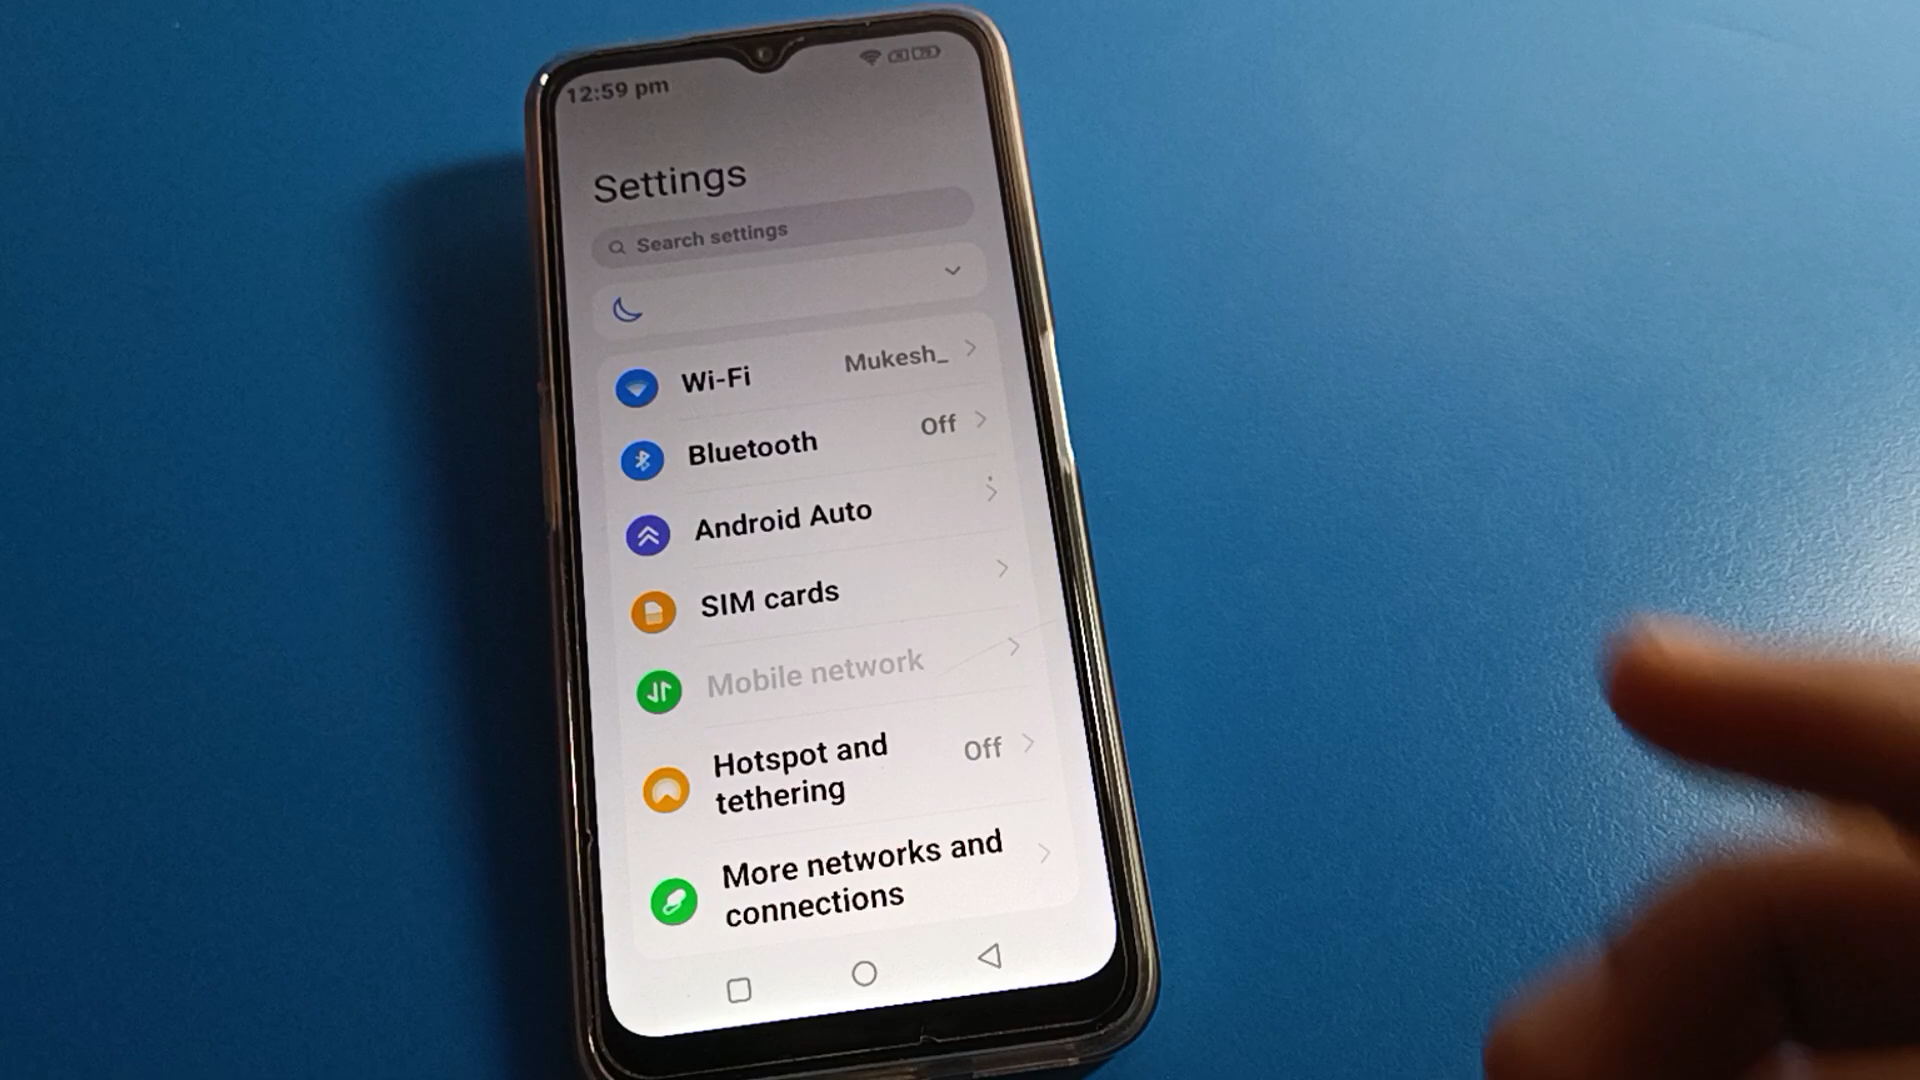 12:59 pm
Settings
Search settings
Wi-Fi Mukesh_
Bluetooth Off
Android Auto
SIM cards
Mobile network
Hotspot and
tethering Off
More networks and
connections